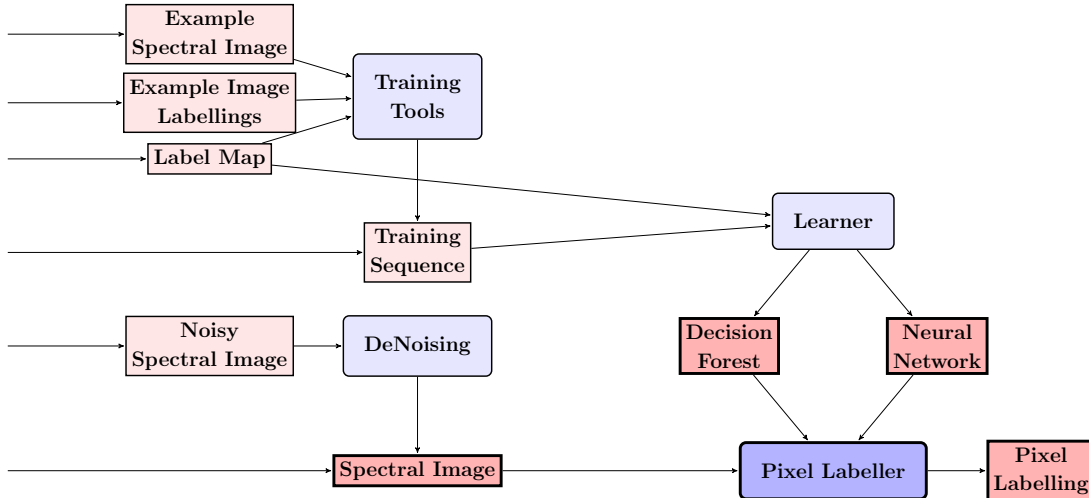 Example
Spectral Image
Example Image
Labellings
Label Map
Training
Tools
Learner
Training
Sequence
Noisy
Spectral Image
DeNoising
Decision
Forest
Neural
Network
Spectral Image
Pixel Labeller
Pixel
Labelling